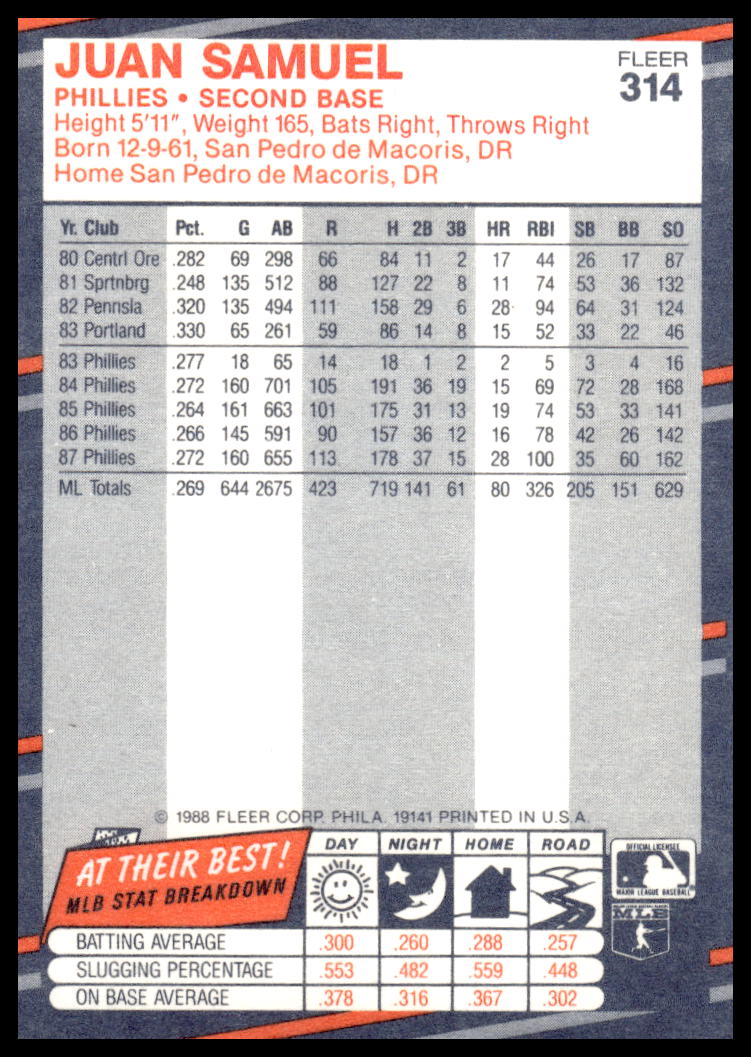 JUAN SAMUEL
FLEER
314
PHILLIES • SECOND BASE
Height 5'11", Weight 165, Bats Right, Throws Right
Born 12-9-61, San Pedro de Macoris, DR
Home San Pedro de Macoris, DR
Yr. Club Pct. G AB R H 2B 3B HR RBI SB BB SO
80 Centrl Ore .282 69 298 66 84 11 2 17 44 26 17 87
81 Sprtnbrg .248 135 512 88 127 22 8 11 74 53 36 132
82 Pennsla .320 135 494 111 158 29 6 28 94 64 31 124
83 Portland .330 65 261 59 86 14 8 15 52 33 22 46
83 Phillies .277 18 65 14 18 1 2 2 5 3 4 16
84 Phillies .272 160 701 105 191 36 19 15 69 72 28 168
85 Phillies .264 161 663 101 175 31 13 19 74 53 33 141
86 Phillies .266 145 591 90 157 36 12 16 78 42 26 142
87 Phillies .272 160 655 113 178 37 15 28 100 35 60 162
ML Totals .269 644 2675 423 719 141 61 80 326 205 151 629
© 1988 FLEER CORP. PHILA. 19141 PRINTED IN U.S.A.
AT THEIR BEST!
MLB STAT BREAKDOWN
DAY NIGHT HOME ROAD
OFFICIAL LICENSEE
MAJOR LEAGUE BASEBALL
MLB
BATTING AVERAGE .300 .260 .288 .257
SLUGGING PERCENTAGE .553 .482 .559 .448
ON BASE AVERAGE .378 .316 .367 .302